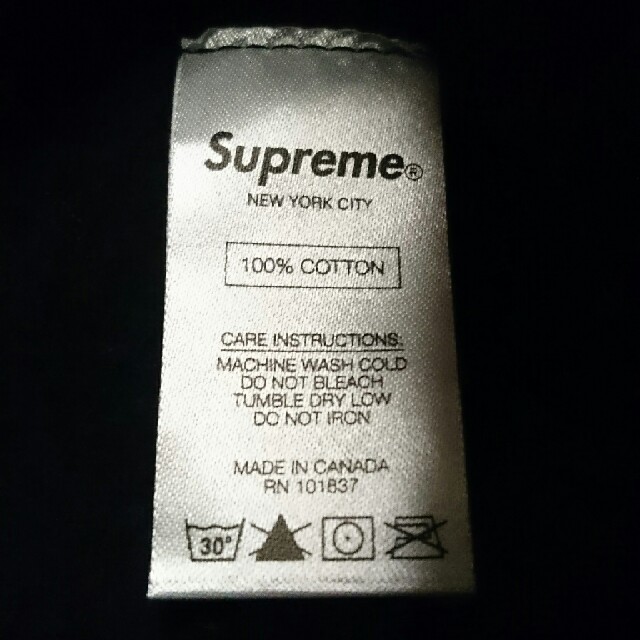 Supreme®
NEW YORK CITY
100% COTTON
CARE INSTRUCTIONS:
MACHINE WASH COLD
DO NOT BLEACH
TUMBLE DRY LOW
DO NOT IRON
MADE IN CANADA
RN 101837
30°